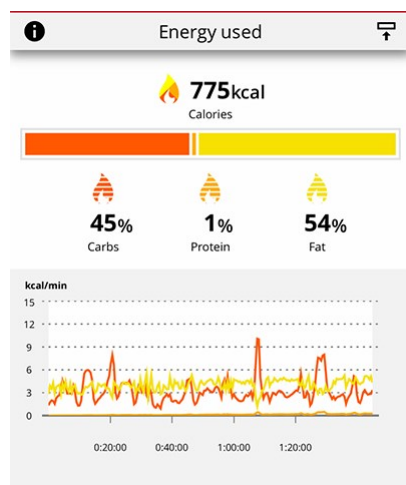 Energy used
775kcal
Calories
45% 1% 54%
Carbs Protein Fat
kcal/min
15
12
9
6
3
0
0:20:00 0:40:00 1:00:00 1:20:00